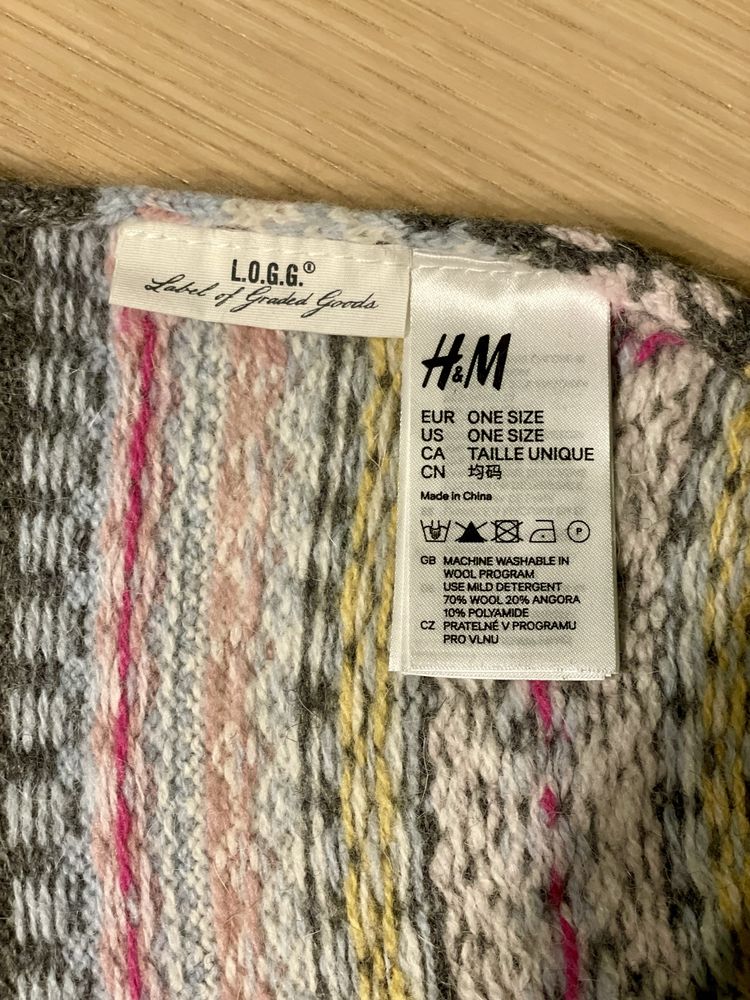 L.O.G.G.®
Label of Graded Goods
H&M
EUR ONE SIZE
US ONE SIZE
CA TAILLE UNIQUE
CN 均码
Made in China
P
GB MACHINE WASHABLE IN
WOOL PROGRAM
USE MILD DETERGENT
70% WOOL 20% ANGORA
10% POLYAMIDE
CZ PRATELNÉ V PROGRAMU
PRO VLNU